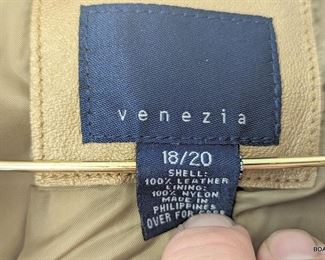 venezia
18/20
SHELL:
100% LEATHER
LINING:
100% NYLON
MADE IN
PHILIPPINES
OVER FOR CARE